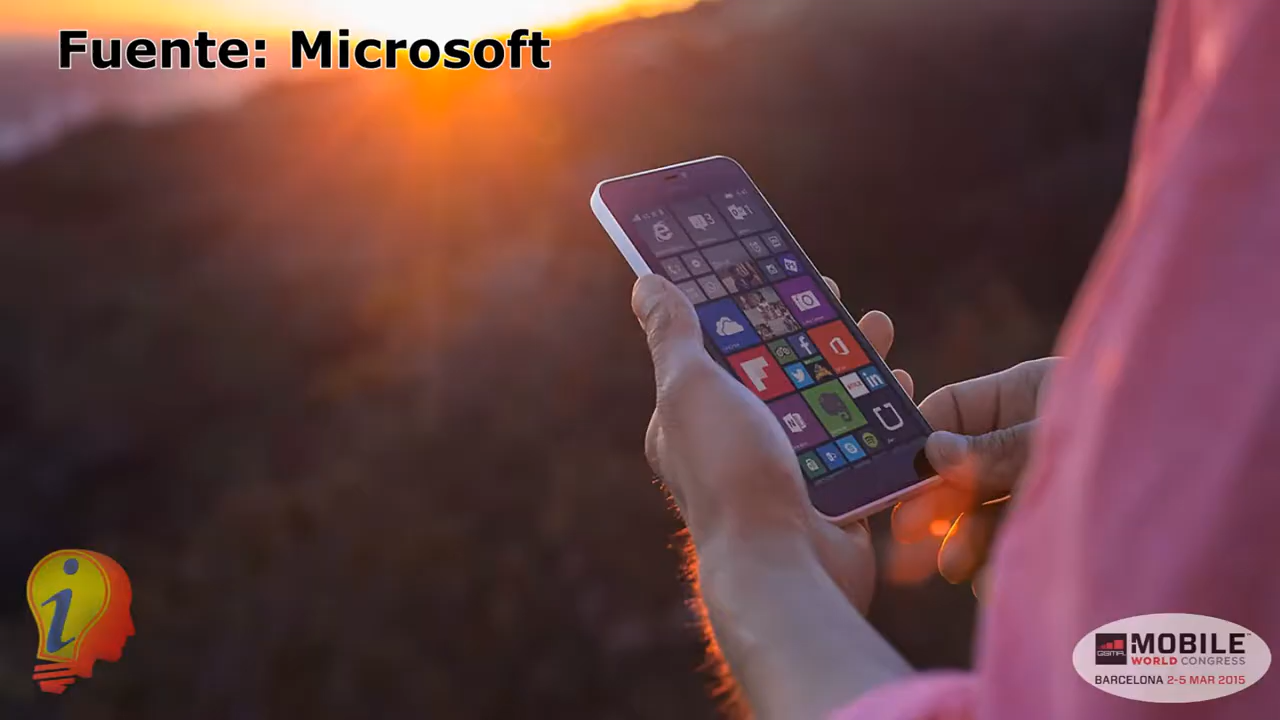 Fuente: Microsoft
i
GSMA
MOBILE
WORLD CONGRESS
BARCELONA 2-5 MAR 2015